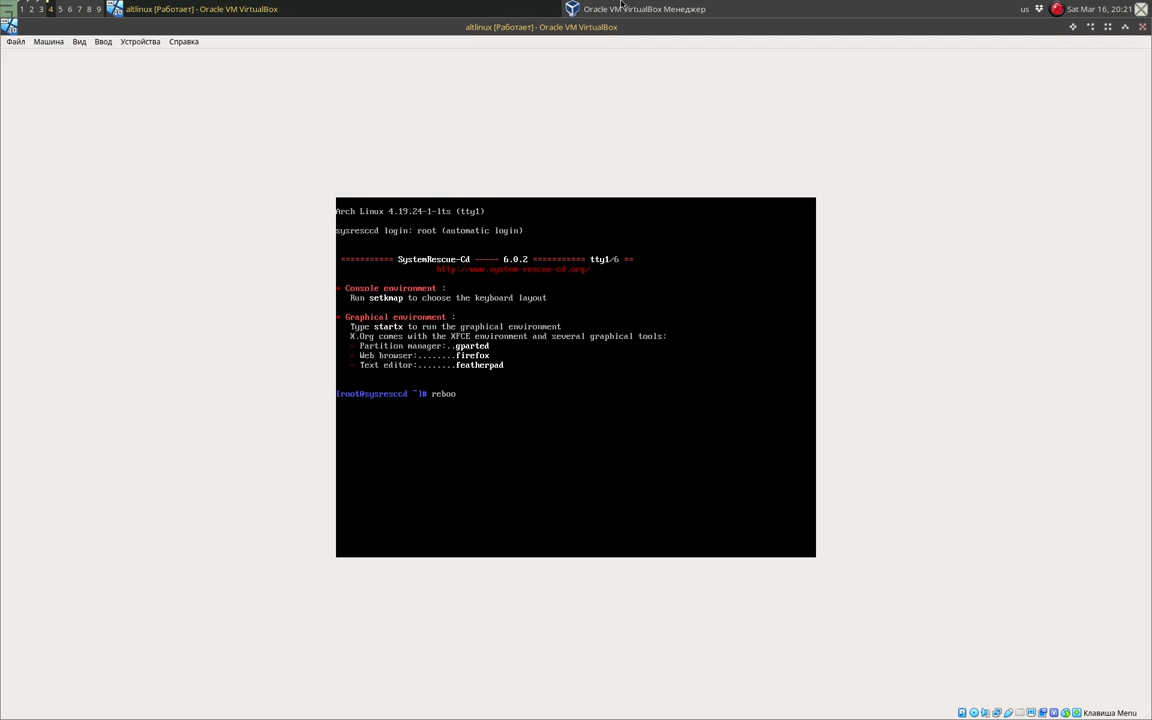 1 2 3 4 5 6 7 8 9 altlinux [Работает] - Oracle VM VirtualBox Oracle VM VirtualBox Менеджер us Sat Mar 16, 20:21
altlinux [Работает] - Oracle VM VirtualBox
Файл Машина Вид Ввод Устройства Справка
Arch Linux 4.19.24-1-lts (tty1)
sysresccd login: root (automatic login)
=========== SystemRescue-Cd ----- 6.0.2 =========== tty1/6 ==
http://www.system-rescue-cd.org/
* Console environment :
Run setkmap to choose the keyboard layout
* Graphical environment :
Type startx to run the graphical environment
X.Org comes with the XFCE environment and several graphical tools:
- Partition manager:..gparted
- Web browser:........firefox
- Text editor:........featherpad
[root@sysresccd ~]# reboo
Клавиша Menu